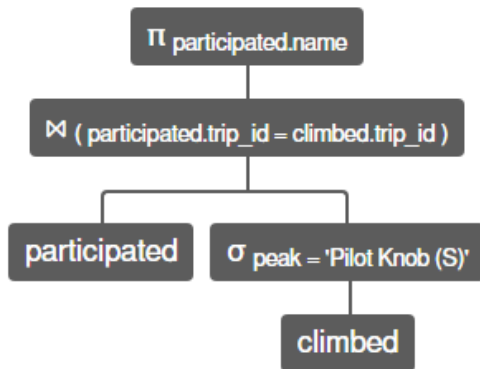 π participated.name
⋈ ( participated.trip_id = climbed.trip_id )
participated
σ peak = 'Pilot Knob (S)'
climbed